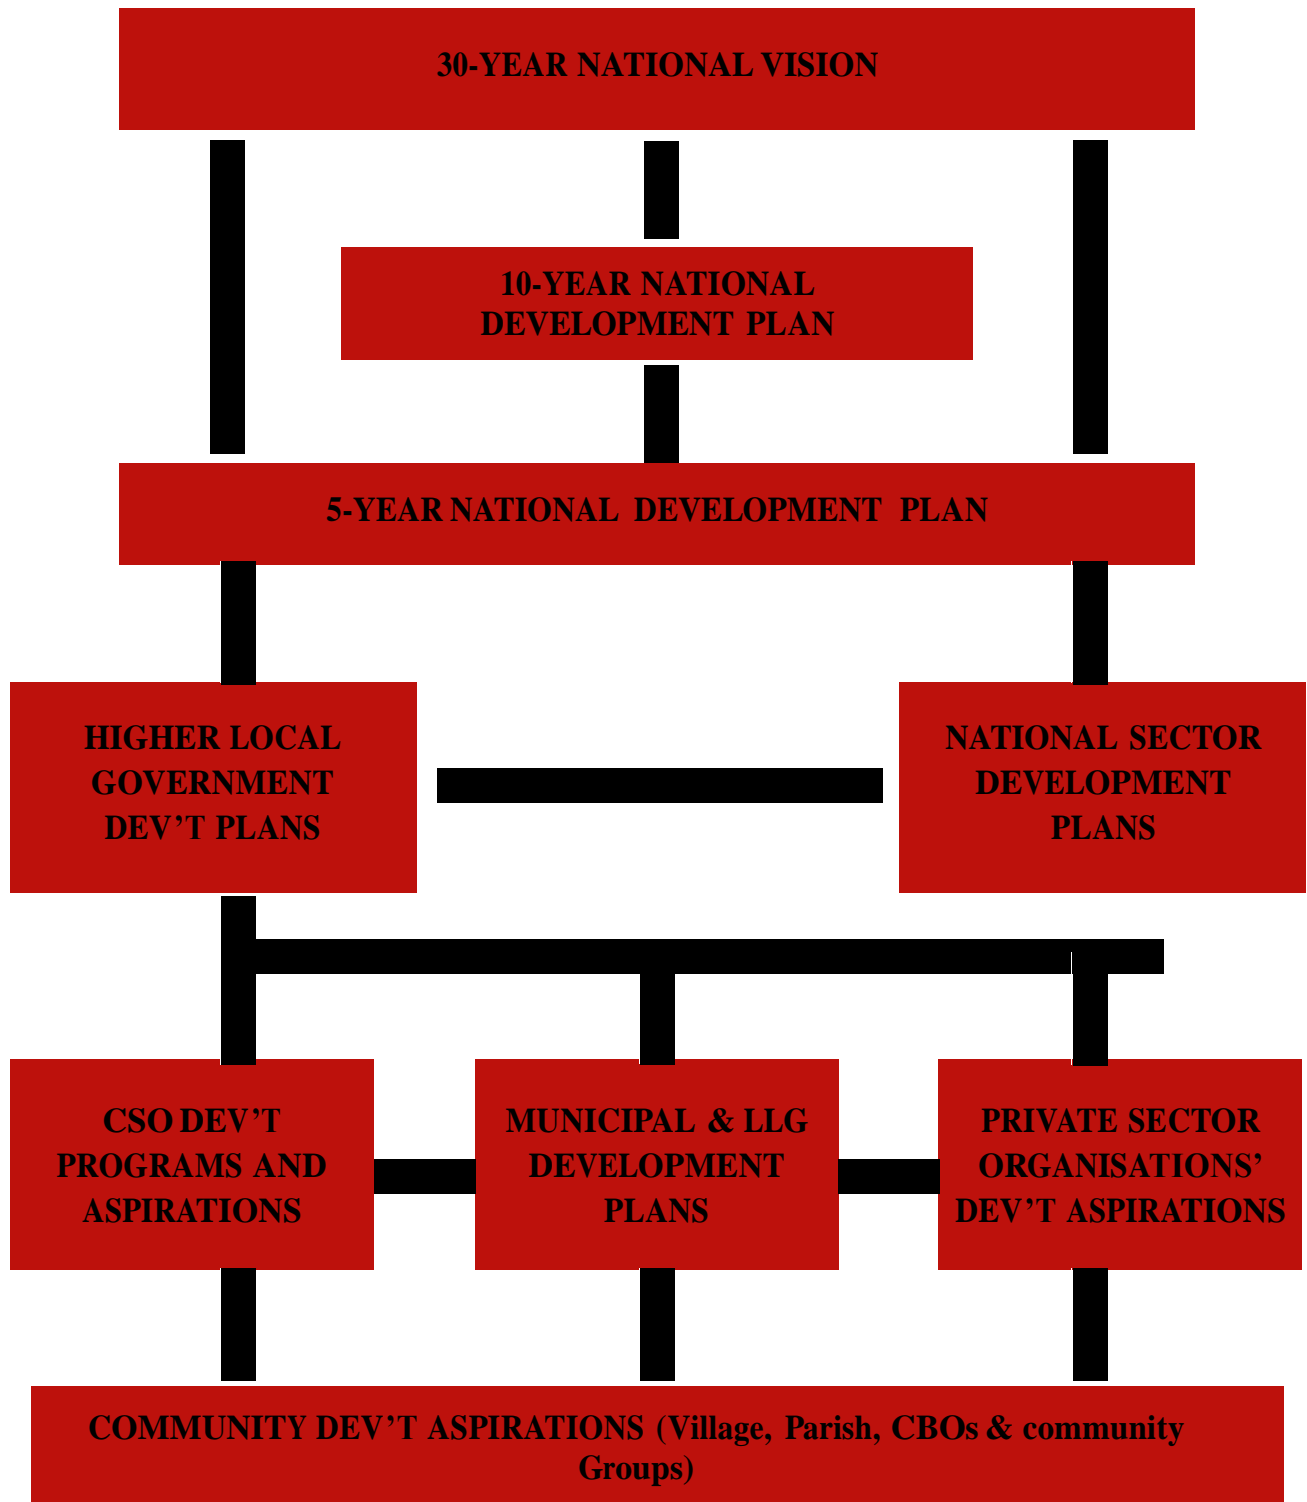 30-YEAR NATIONAL VISION
10-YEAR NATIONAL
DEVELOPMENT PLAN
5-YEAR NATIONAL DEVELOPMENT PLAN
HIGHER LOCAL
GOVERNMENT
DEV’T PLANS
NATIONAL SECTOR
DEVELOPMENT
PLANS
CSO DEV’T
PROGRAMS AND
ASPIRATIONS
MUNICIPAL & LLG
DEVELOPMENT
PLANS
PRIVATE SECTOR
ORGANISATIONS’
DEV’T ASPIRATIONS
COMMUNITY DEV’T ASPIRATIONS (Village, Parish, CBOs & community
Groups)